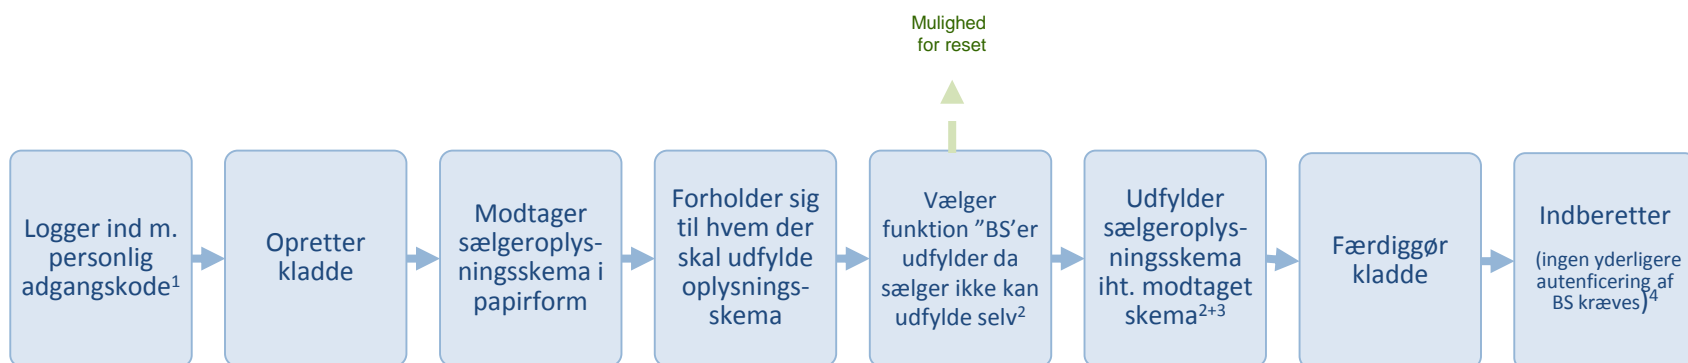 Mulighed
for reset
Logger ind m.
personlig
adgangskode1
Opretter
kladde
Modtager
sælgeroplys-
ningsskema i
papirform
Forholder sig
til hvem der
skal udfylde
oplysnings-
skema
Vælger
funktion ”BS’er
udfylder da
sælger ikke kan
udfylde selv2
Udfylder
sælgeroplys-
ningsskema
iht. modtaget
skema2+3
Færdiggør
kladde
Indberetter
(ingen yderligere
autenficering af
BS kræves)4